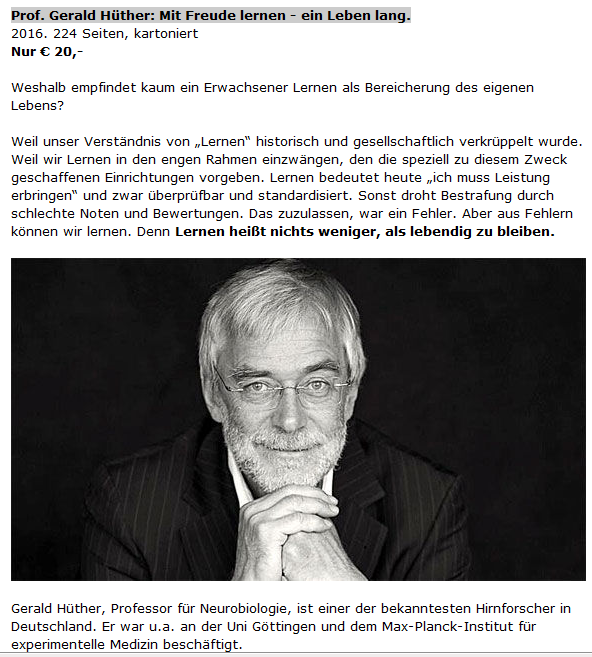 Prof. Gerald Hüther: Mit Freude lernen - ein Leben lang.
2016. 224 Seiten, kartoniert
Nur € 20,-
Weshalb empfindet kaum ein Erwachsener Lernen als Bereicherung des eigenen
Lebens?
Weil unser Verständnis von „Lernen“ historisch und gesellschaftlich verkrüppelt wurde.
Weil wir Lernen in den engen Rahmen einzwängen, den die speziell zu diesem Zweck
geschaffenen Einrichtungen vorgeben. Lernen bedeutet heute „ich muss Leistung
erbringen“ und zwar überprüfbar und standardisiert. Sonst droht Bestrafung durch
schlechte Noten und Bewertungen. Das zuzulassen, war ein Fehler. Aber aus Fehlern
können wir lernen. Denn Lernen heißt nichts weniger, als lebendig zu bleiben.
Gerald Hüther, Professor für Neurobiologie, ist einer der bekanntesten Hirnforscher in
Deutschland. Er war u.a. an der Uni Göttingen und dem Max-Planck-Institut für
experimentelle Medizin beschäftigt.